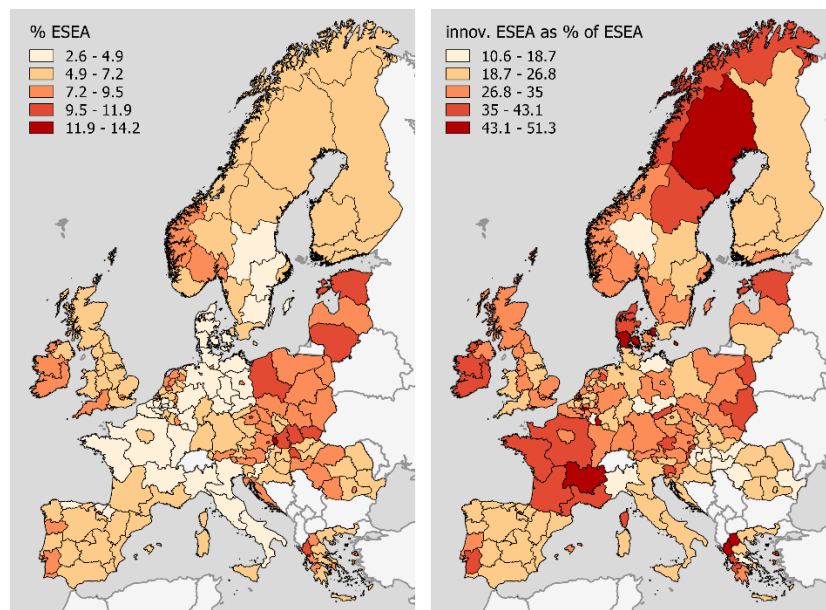 % ESEA
2.6 - 4.9
4.9 - 7.2
7.2 - 9.5
9.5 - 11.9
11.9 - 14.2
innov. ESEA as % of ESEA
10.6 - 18.7
18.7 - 26.8
26.8 - 35
35 - 43.1
43.1 - 51.3